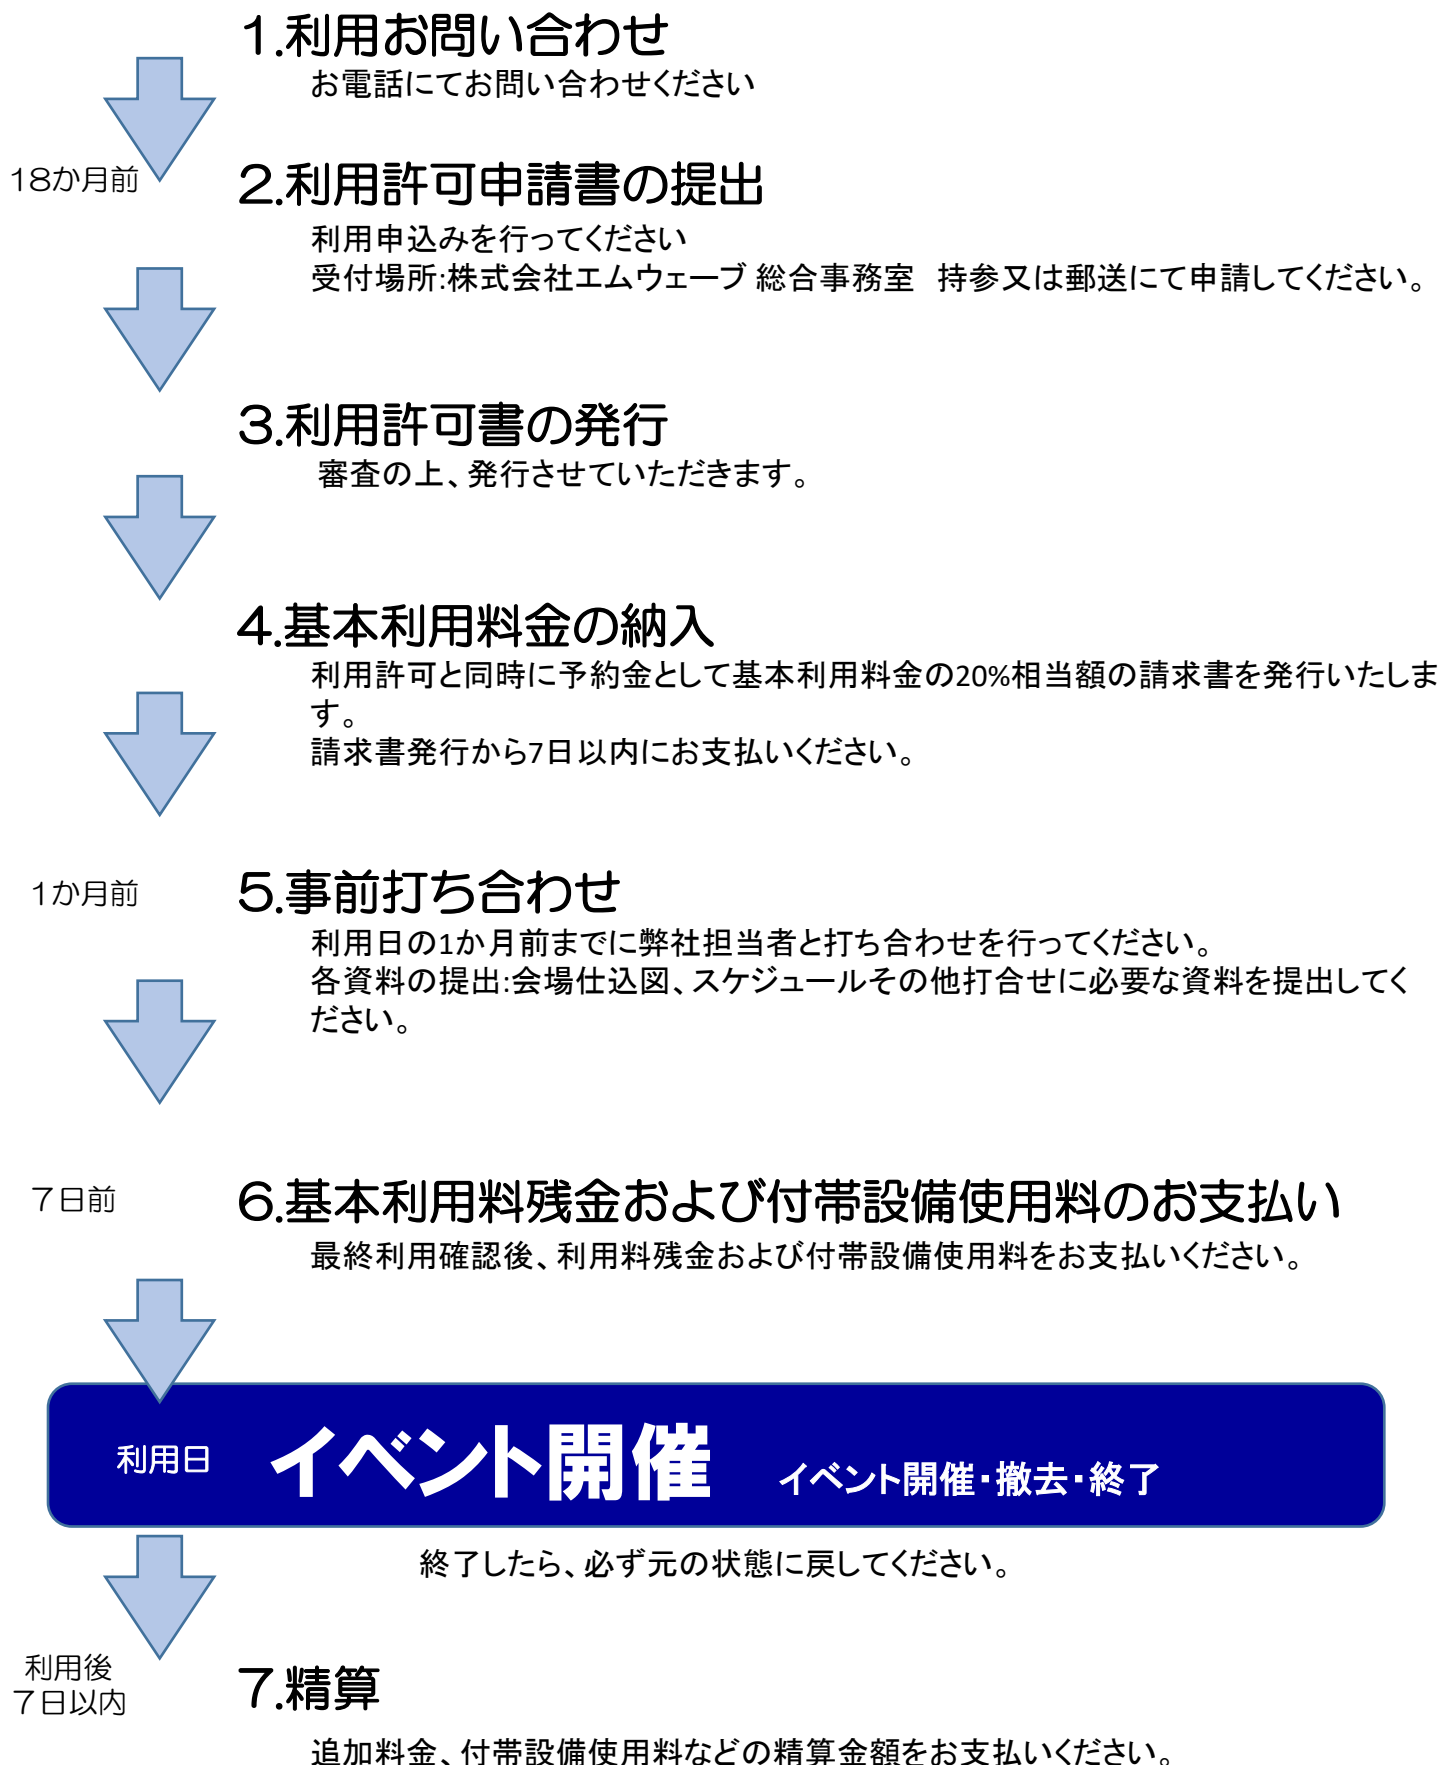 1.利用お問い合わせ
お電話にてお問い合わせください
18か月前
2.利用許可申請書の提出
利用申込みを行ってください
受付場所:株式会社エムウェーブ 総合事務室　持参又は郵送にて申請してください。
3.利用許可書の発行
審査の上、発行させていただきます。
4.基本利用料金の納入
利用許可と同時に予約金として基本利用料金の20%相当額の請求書を発行いたしま
す。
請求書発行から7日以内にお支払いください。
1か月前
5.事前打ち合わせ
利用日の1か月前までに弊社担当者と打ち合わせを行ってください。
各資料の提出:会場仕込図、スケジュールその他打合せに必要な資料を提出してく
ださい。
7日前
6.基本利用料残金および付帯設備使用料のお支払い
最終利用確認後、利用料残金および付帯設備使用料をお支払いください。
利用日
イベント開催
イベント開催・撤去・終了
終了したら、必ず元の状態に戻してください。
利用後
7日以内
7.精算
追加料金、付帯設備使用料などの精算金額をお支払いください。